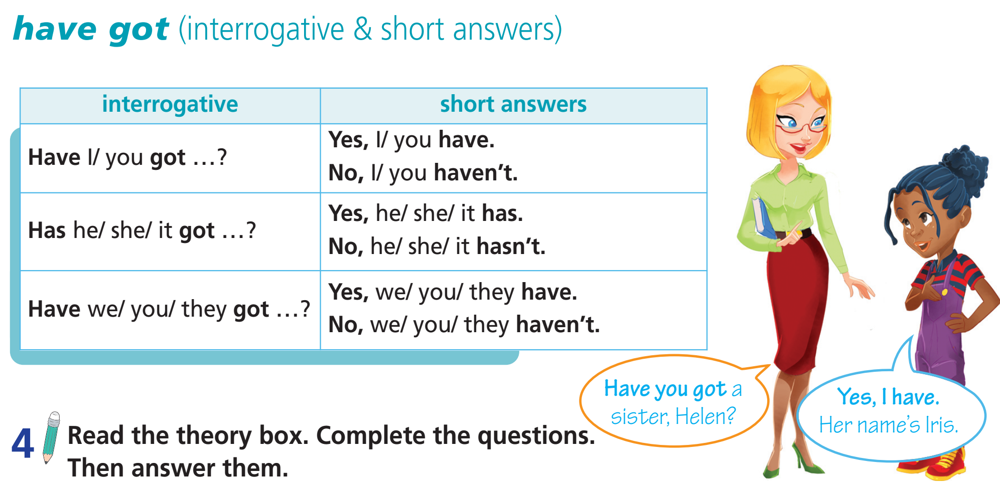 have got (interrogative & short answers)
interrogative
short answers
Have I/ you got …?
Yes, I/ you have.
No, I/ you haven’t.
Has he/ she/ it got …?
Yes, he/ she/ it has.
No, he/ she/ it hasn’t.
Have we/ you/ they got …?
Yes, we/ you/ they have.
No, we/ you/ they haven’t.
Have you got a
sister, Helen?
Yes, I have.
Her name’s Iris.
4 Read the theory box. Complete the questions.
Then answer them.